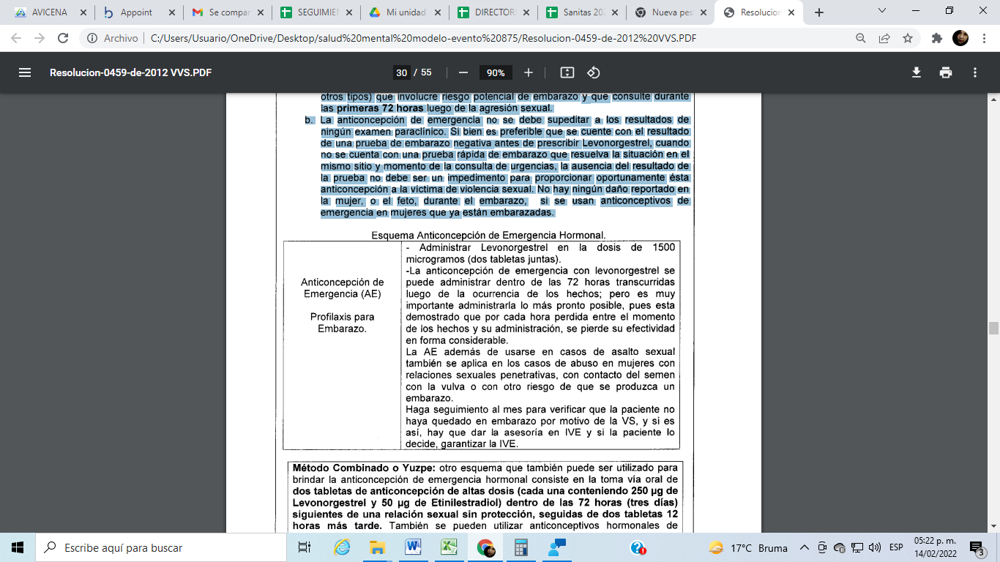 AVICENA
Appoint
Se compar
SEGUIMIEN
Mi unidad
DIRECTOR
Sanitas 202
Nueva pes
Resolucion
Archivo
C:/Users/Usuario/OneDrive/Desktop/salud%20mental%20modelo-evento%20875/Resolucion-0459-de-2012%20VVS.PDF
Resolucion-0459-de-2012 VVS.PDF
30 / 55
90%
otros tipos) que involucre riesgo potencial de embarazo y que consulte durante
las primeras 72 horas luego de la agresión sexual.
b. La anticoncepción de emergencia no se debe supeditar a los resultados de
ningún examen paraclínico. Si bien es preferible que se cuente con el resultado
de una prueba de embarazo negativa antes de prescribir Levonorgestrel, cuando
no se cuenta con una prueba rápida de embarazo que resuelva la situación en el
mismo sitio y momento de la consulta de urgencias, la ausencia del resultado de
la prueba no debe ser un impedimento para proporcionar oportunamente ésta
anticoncepción a la víctima de violencia sexual. No hay ningún daño reportado en
la mujer, o el feto, durante el embarazo, si se usan anticonceptivos de
emergencia en mujeres que ya están embarazadas.
Esquema Anticoncepción de Emergencia Hormonal.
Anticoncepción de
Emergencia (AE)
Profilaxis para
Embarazo.
- Administrar Levonorgestrel en la dosis de 1500
microgramos (dos tabletas juntas).
-La anticoncepción de emergencia con levonorgestrel se
puede administrar dentro de las 72 horas transcurridas
luego de la ocurrencia de los hechos; pero es muy
importante administrarla lo más pronto posible, pues esta
demostrado que por cada hora perdida entre el momento
de los hechos y su administración, se pierde su efectividad
en forma considerable.
La AE además de usarse en casos de asalto sexual
también se aplica en los casos de abuso en mujeres con
relaciones sexuales penetrativas, con contacto del semen
con la vulva o con otro riesgo de que se produzca un
embarazo.
Haga seguimiento al mes para verificar que la paciente no
haya quedado en embarazo por motivo de la VS, y si es
así, hay que dar la asesoría en IVE y si la paciente lo
decide, garantizar la IVE.
Método Combinado o Yuzpe: otro esquema que también puede ser utilizado para
brindar la anticoncepción de emergencia hormonal consiste en la toma vía oral de
dos tabletas de anticoncepción de altas dosis (cada una conteniendo 250 µg de
Levonorgestrel y 50 µg de Etinilestradiol) dentro de las 72 horas (tres días)
siguientes de una relación sexual sin protección, seguidas de dos tabletas 12
horas más tarde. También se pueden utilizar anticonceptivos hormonales de
Escribe aquí para buscar
17°C Bruma
ESP
05:22 p. m.
14/02/2022
3